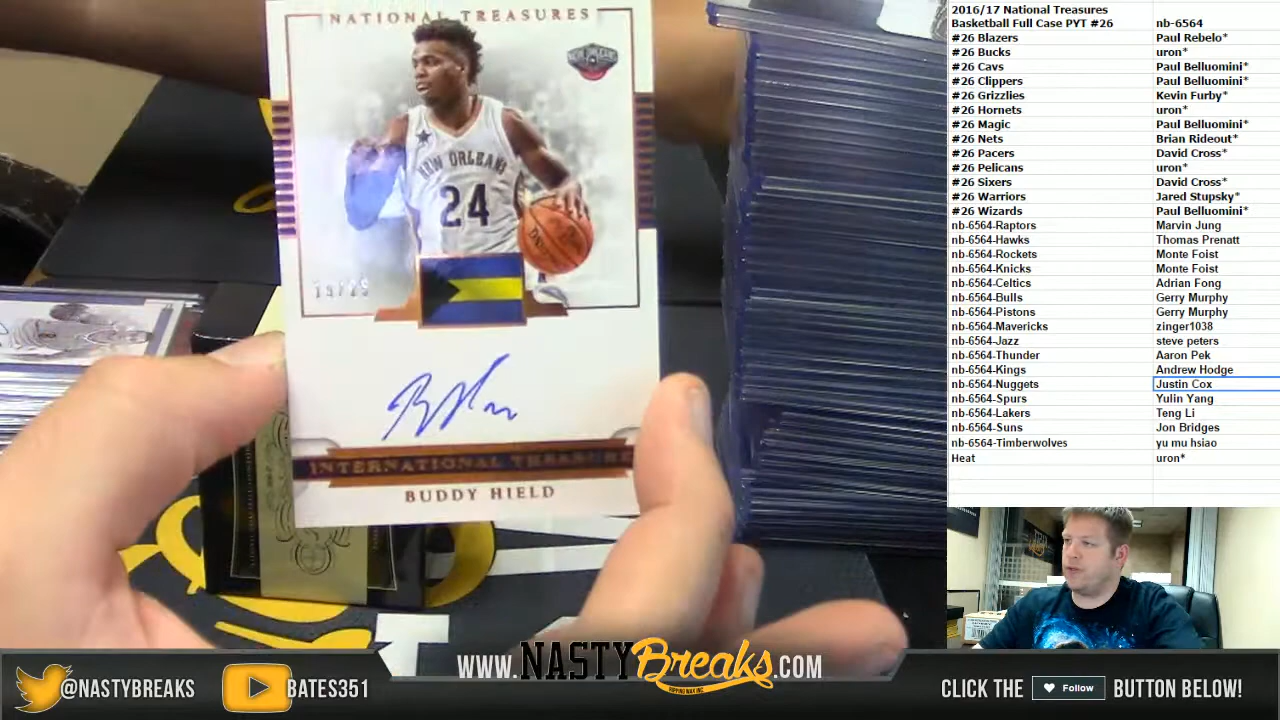 NATIONAL TREASURES
NEW ORLEANS
24
BUDDY HIELD
INTERNATIONAL TREASURE
2016/17 National Treasures
Basketball Full Case PYT #26 nb-6564
#26 Blazers Paul Rebelo*
#26 Bucks uron*
#26 Cavs Paul Belluomini*
#26 Clippers Paul Belluomini*
#26 Grizzlies Kevin Furby*
#26 Hornets uron*
#26 Magic Paul Belluomini*
#26 Nets Brian Rideout*
#26 Pacers David Cross*
#26 Pelicans uron*
#26 Sixers David Cross*
#26 Warriors Jared Stupsky*
#26 Wizards Paul Belluomini*
nb-6564-Raptors Marvin Jung
nb-6564-Hawks Thomas Prenatt
nb-6564-Rockets Monte Foist
nb-6564-Knicks Monte Foist
nb-6564-Celtics Adrian Fong
nb-6564-Bulls Gerry Murphy
nb-6564-Pistons Gerry Murphy
nb-6564-Mavericks zinger1038
nb-6564-Jazz steve peters
nb-6564-Thunder Aaron Pek
nb-6564-Kings Andrew Hodge
nb-6564-Nuggets Justin Cox
nb-6564-Spurs Yulin Yang
nb-6564-Lakers Teng Li
nb-6564-Suns Jon Bridges
nb-6564-Timberwolves yu mu hsiao
Heat uron*
@NASTYBREAKS
BATES351
WWW.NASTYBreaks.COM
CLICK THE Follow BUTTON BELOW!